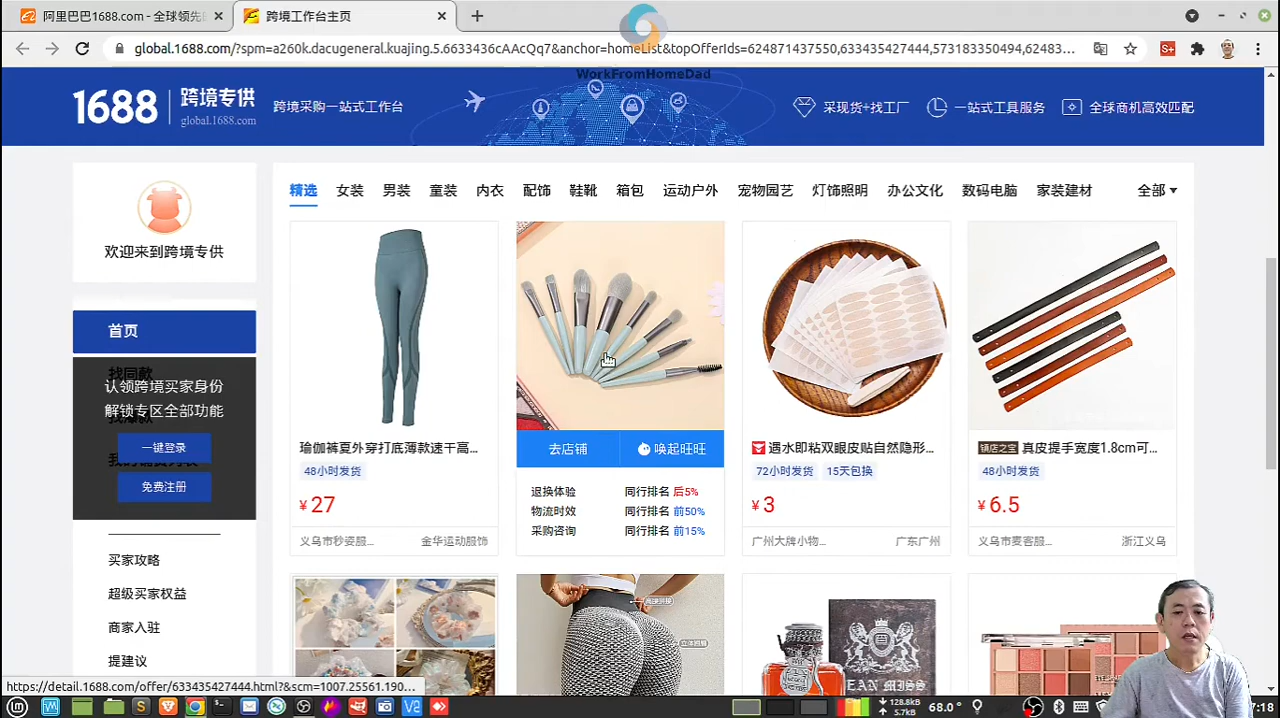 阿里巴巴1688.com - 全球领先
跨境工作台主页
global.1688.com/?spm=a260k.dacugeneral.kuajing.5.6633436cAAcQq7&anchor=homeList&topOfferIds=624871437550,633435427444,573183350494,62483...
WorkFromHomeDad
1688
跨境专供
global.1688.com
跨境采购一站式工作台
采现货+找工厂
一站式工具服务
全球商机高效匹配
欢迎来到跨境专供
精选 女装 男装 童装 内衣 配饰 鞋靴 箱包 运动户外 宠物园艺 灯饰照明 办公文化 数码电脑 家装建材 全部
首页
找同款
认领跨境买家身份
解锁专区全部功能
一键登录
免费注册
买家攻略
超级买家权益
商家入驻
提建议
瑜伽裤夏外穿打底薄款速干高...
48小时发货
¥27
义乌市秒姿服... 金华运动服饰
去店铺 唤起旺旺
退换体验 同行排名 后5%
物流时效 同行排名 前50%
采购咨询 同行排名 前15%
遇水即粘双眼皮贴自然隐形...
72小时发货 15天包换
¥3
广州大牌小物... 广东广州
镇店之宝 真皮提手宽度1.8cm可...
48小时发货
¥6.5
义乌市麦客服... 浙江义乌
EAN MISS
https://detail.1688.com/offer/633435427444.html?&scm=1007.25561.190...
128.8kB
5.7kB
68.0°
7:18